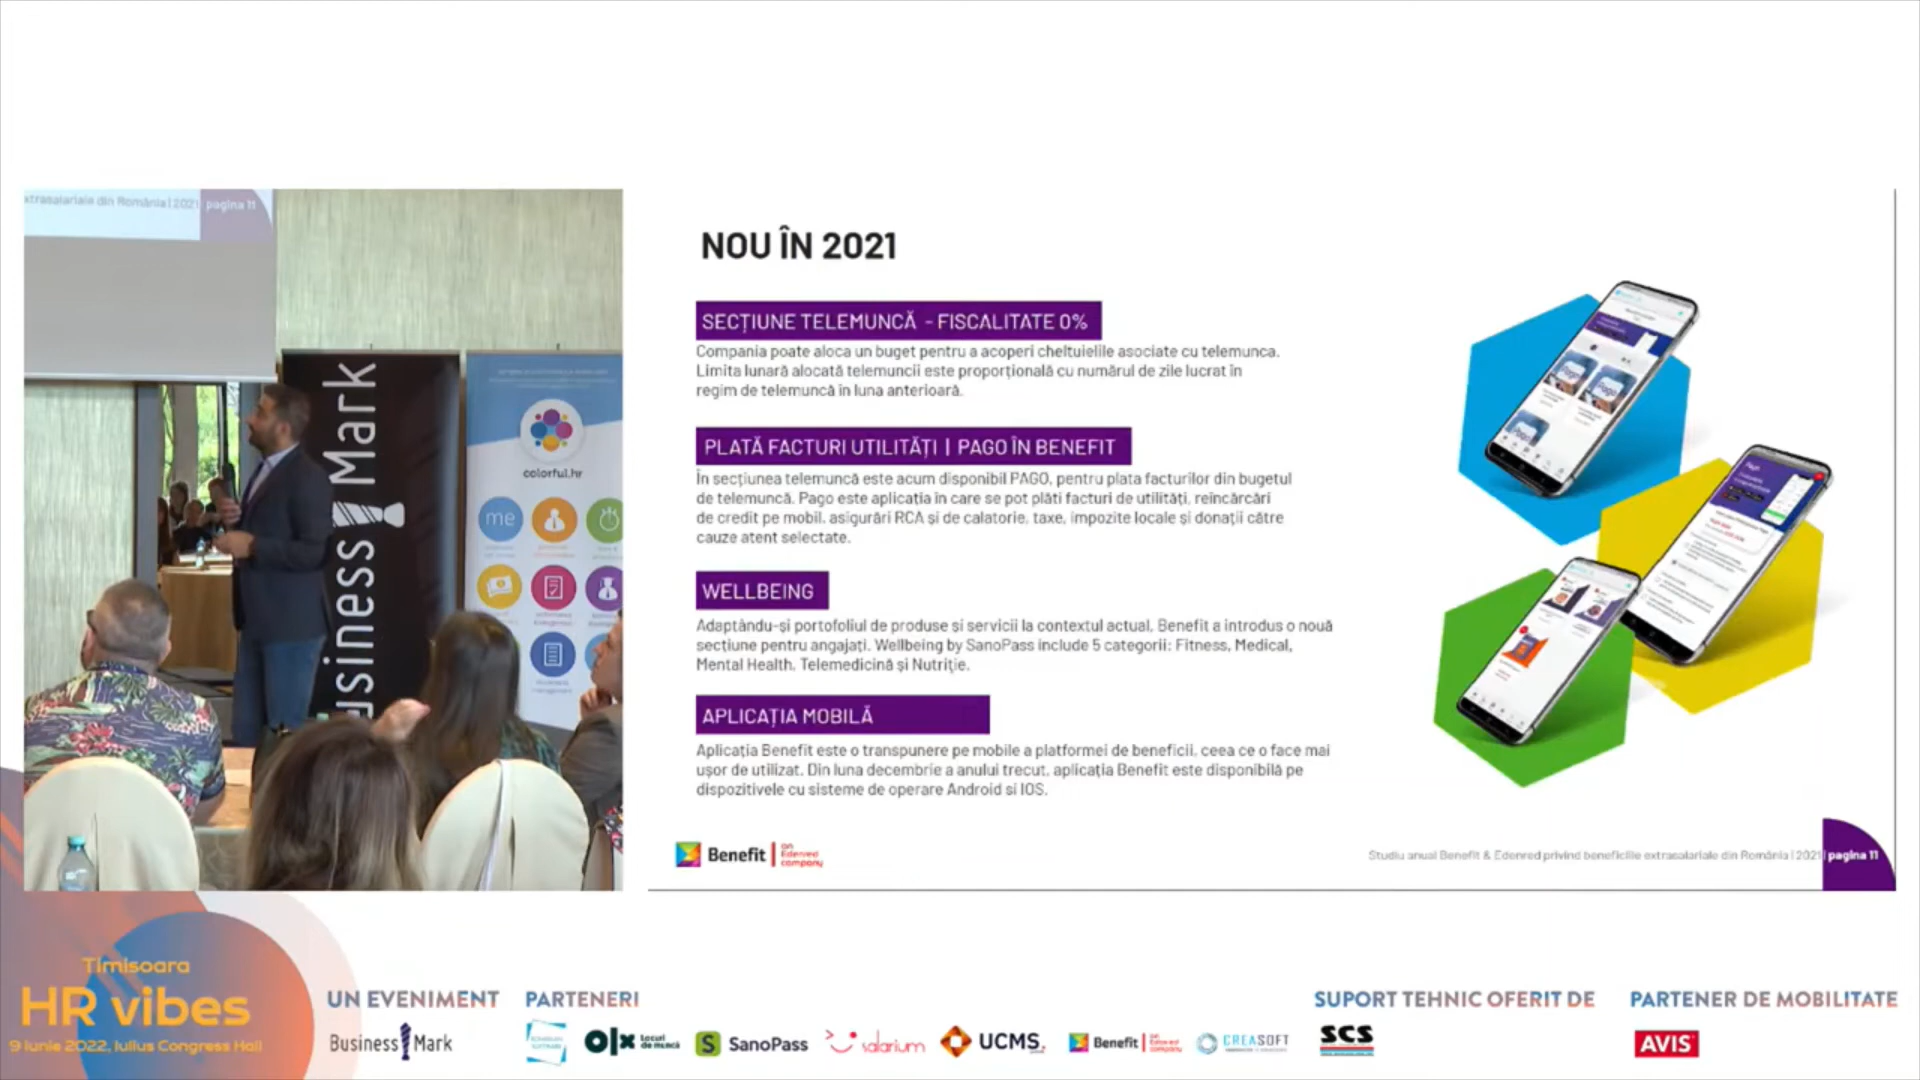 xtrasalariale din România | 2021 pagina 11
Business Mark
colorful.hr
me
NOU ÎN 2021
SECȚIUNE TELEMUNCĂ - FISCALITATE 0%
Compania poate aloca un buget pentru a acoperi cheltuielile asociate cu telemunca.
Limita lunară alocată telemuncii este proporțională cu numărul de zile lucrat în
regim de telemuncă în luna anterioară.
PLATĂ FACTURI UTILITĂȚI | PAGO ÎN BENEFIT
În secțiunea telemuncă este acum disponibil PAGO, pentru plata facturilor din bugetul
de telemuncă. Pago este aplicația în care se pot plăti facturi de utilități, reîncărcări
de credit pe mobil, asigurări RCA și de calatorie, taxe, impozite locale și donații către
cauze atent selectate.
WELLBEING
Adaptându-și portofoliul de produse și servicii la contextul actual, Benefit a introdus o nouă
secțiune pentru angajați. Wellbeing by SanoPass include 5 categorii: Fitness, Medical,
Mental Health, Telemedicină și Nutriție.
APLICAȚIA MOBILĂ
Aplicația Benefit este o transpunere pe mobile a platformei de beneficii, ceea ce o face mai
ușor de utilizat. Din luna decembrie a anului trecut, aplicația Benefit este disponibilă pe
dispozitivele cu sisteme de operare Android si IOS.
Pago
Pago
Pago
Benefit | an Edenred company
Studiu anual Benefit & Edenred privind beneficiile extrasalariale din România | 2021 | pagina 11
Timisoara
HR vibes
9 iunie 2022, Iulius Congress Hall
UN EVENIMENT
Business Mark
PARTENERI
OLX Locuri de muncă
SanoPass
salarium
UCMS
Benefit | an Edenred company
CREASOFT
SUPORT TEHNIC OFERIT DE
SCS
PARTENER DE MOBILITATE
AVIS